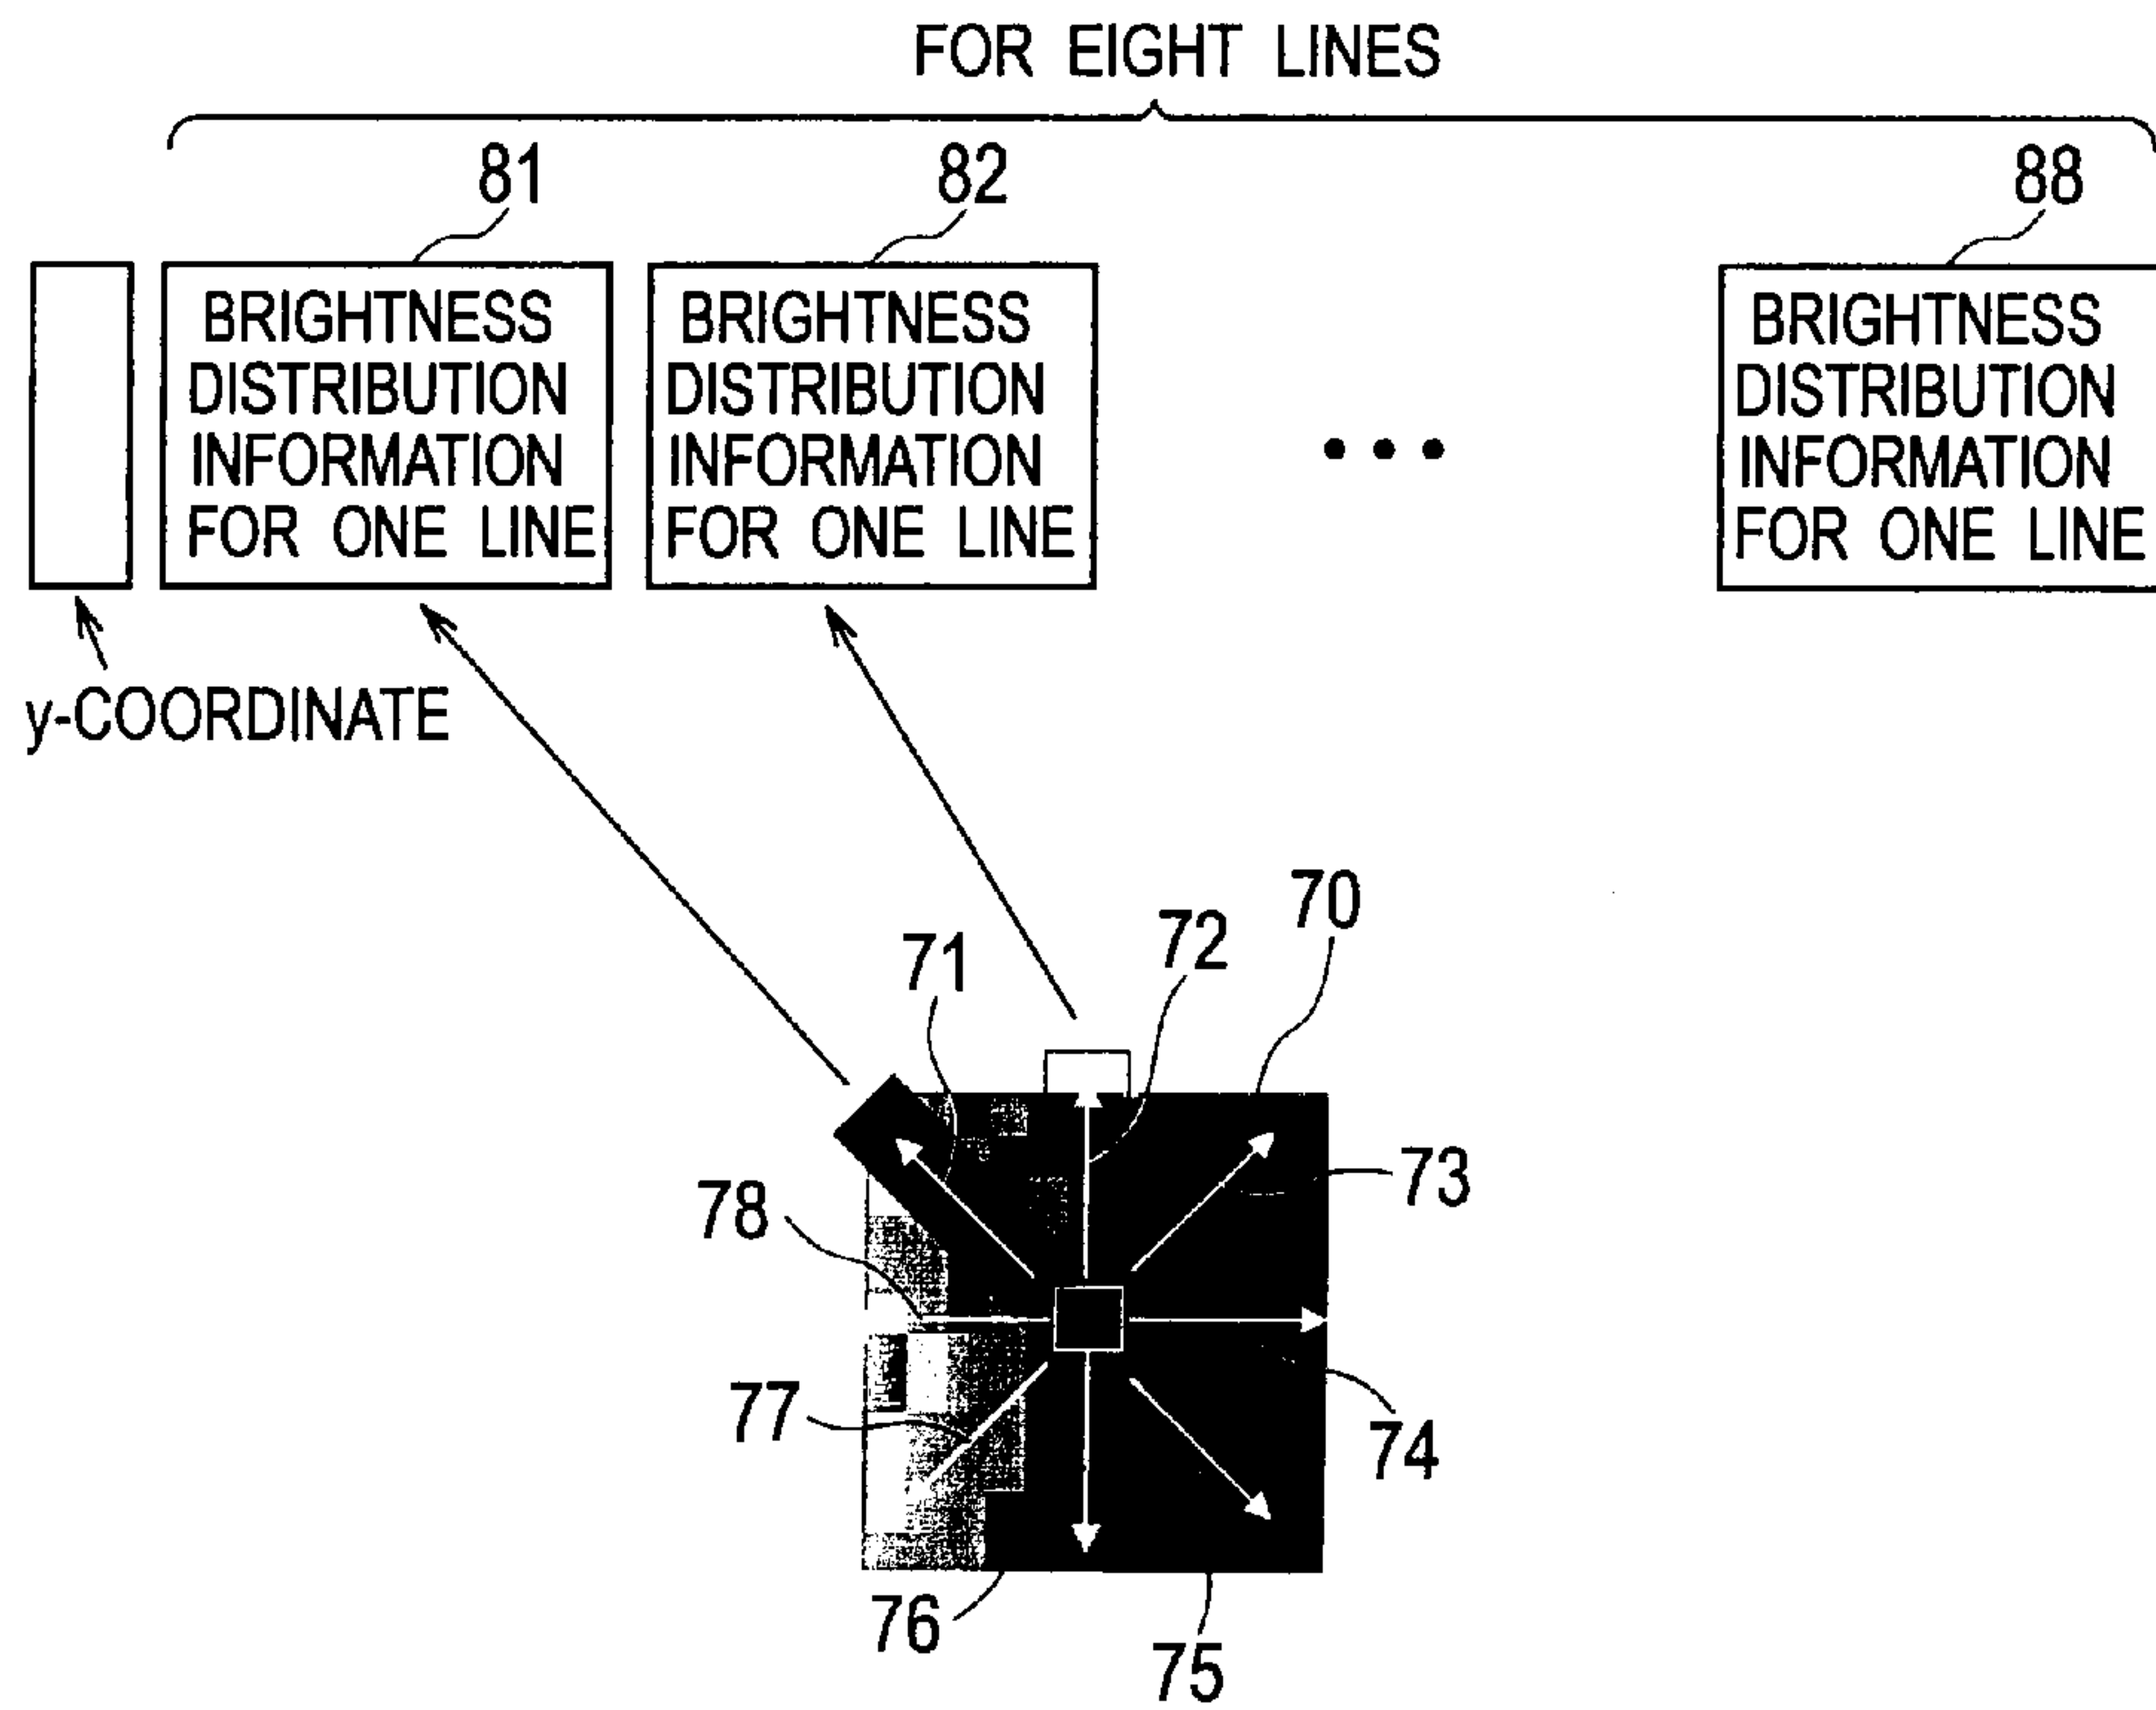 FOR EIGHT LINES
81
82
88
BRIGHTNESS
DISTRIBUTION
INFORMATION
FOR ONE LINE
BRIGHTNESS
DISTRIBUTION
INFORMATION
FOR ONE LINE
•••
BRIGHTNESS
DISTRIBUTION
INFORMATION
FOR ONE LINE
y-COORDINATE
70
71
72
73
78
77
74
76
75